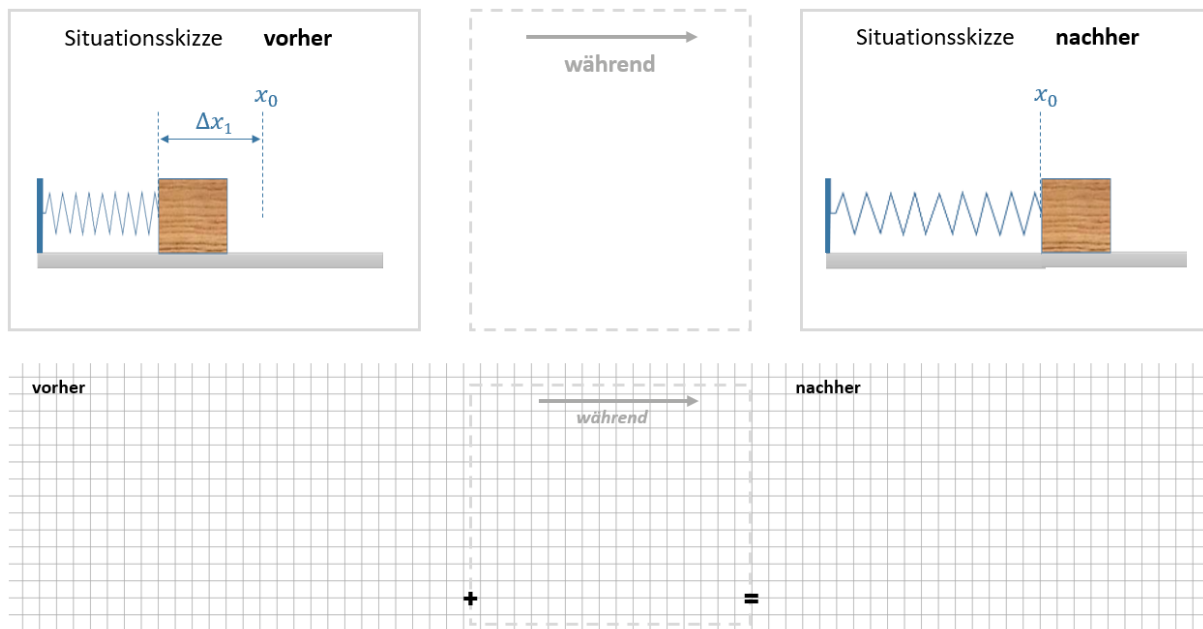 Situationsskizze vorher
x₀
Δx₁
während
Situationsskizze nachher
x₀
vorher
während
nachher
+
=